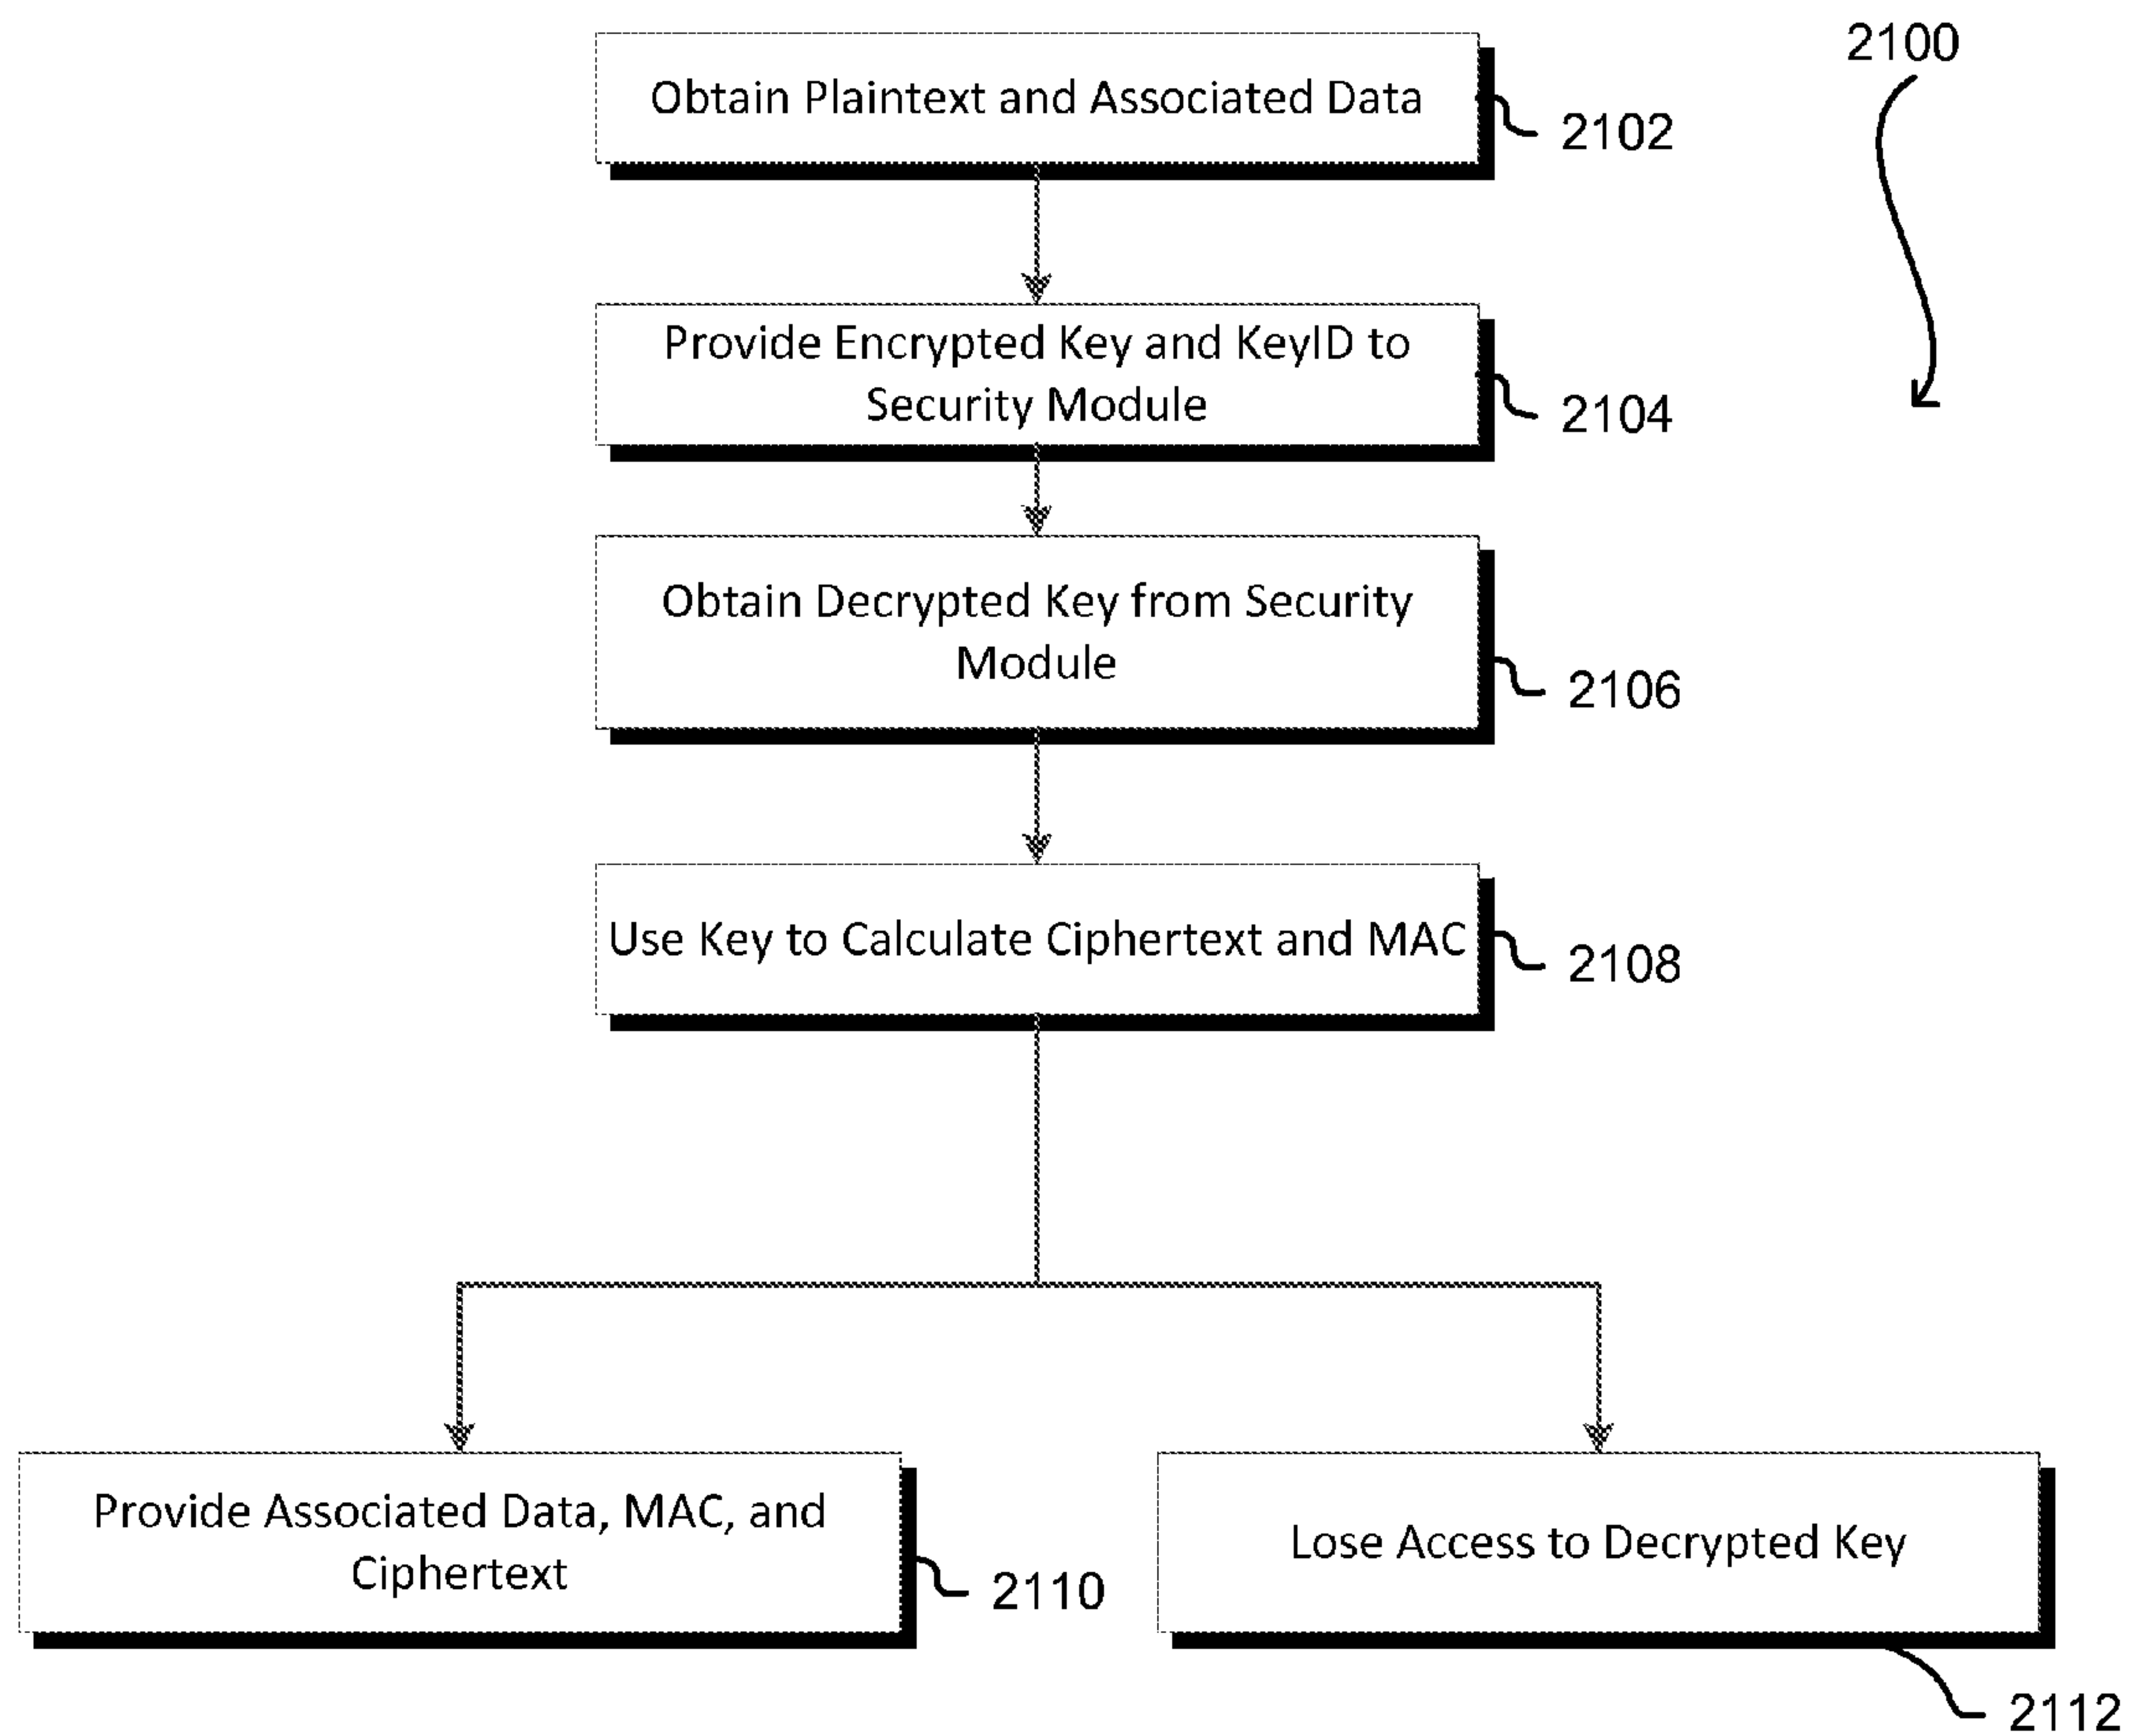 2100
Obtain Plaintext and Associated Data
2102
Provide Encrypted Key and KeyID to
Security Module
2104
Obtain Decrypted Key from Security
Module
2106
Use Key to Calculate Ciphertext and MAC
2108
Provide Associated Data, MAC, and
Ciphertext
2110
Lose Access to Decrypted Key
2112